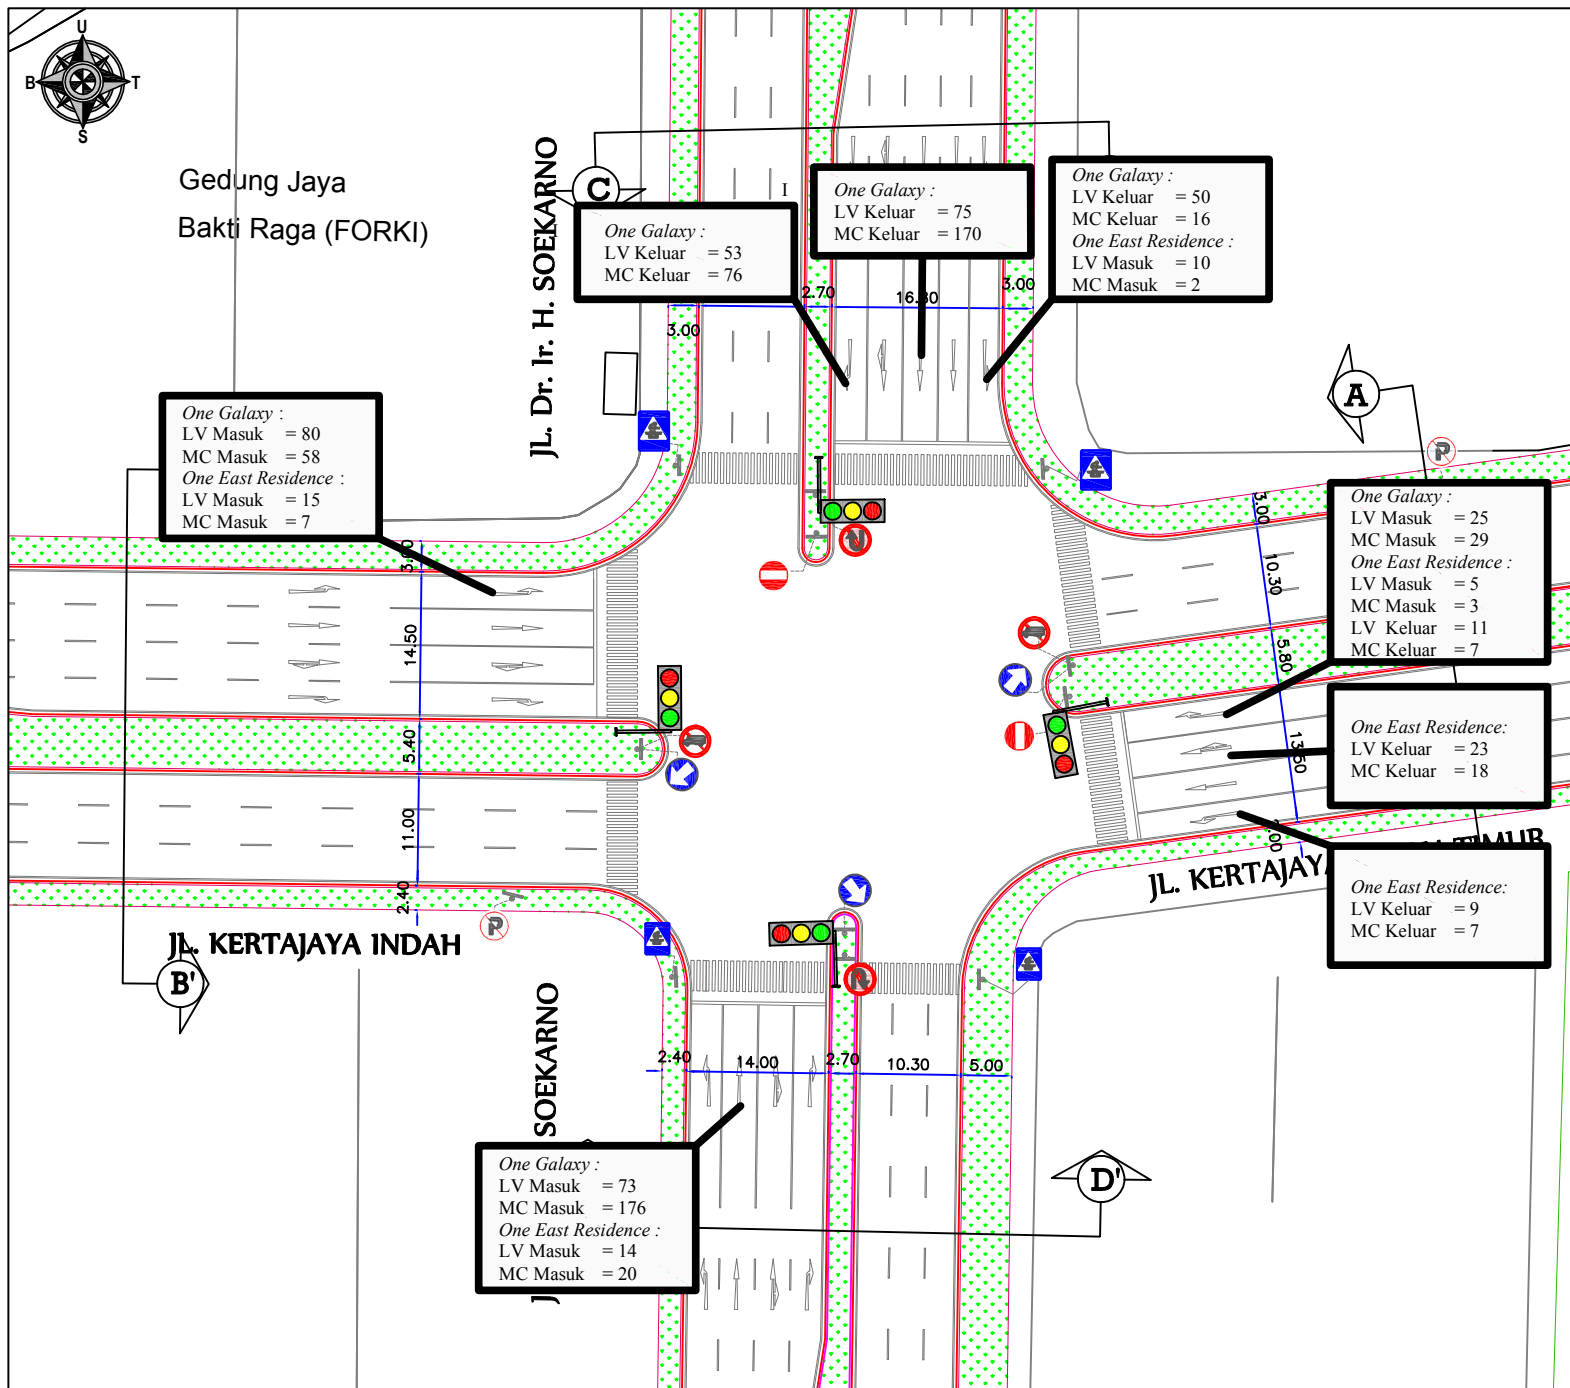 U
B
T
S
Gedung Jaya
Bakti Raga (FORKI)
JL. Dr. Ir. H. SOEKARNO
C
I
One Galaxy :
LV Keluar = 53
MC Keluar = 76
One Galaxy :
LV Keluar = 75
MC Keluar = 170
One Galaxy :
LV Keluar = 50
MC Keluar = 16
One East Residence :
LV Masuk = 10
MC Masuk = 2
2.70
16.80
3.00
3.00
A
P
One Galaxy :
LV Masuk = 80
MC Masuk = 58
One East Residence :
LV Masuk = 15
MC Masuk = 7
3.00
14.50
5.40
11.00
2.40
3.00
10.30
5.80
13.50
One Galaxy :
LV Masuk = 25
MC Masuk = 29
One East Residence :
LV Masuk = 5
MC Masuk = 3
LV Keluar = 11
MC Keluar = 7
One East Residence:
LV Keluar = 23
MC Keluar = 18
One East Residence:
LV Keluar = 9
MC Keluar = 7
JL. KERTAJAYA
TIMUR
P
JL. KERTAJAYA INDAH
B'
SOEKARNO
2.40
14.00
2.70
10.30
5.00
One Galaxy :
LV Masuk = 73
MC Masuk = 176
One East Residence :
LV Masuk = 14
MC Masuk = 20
D'